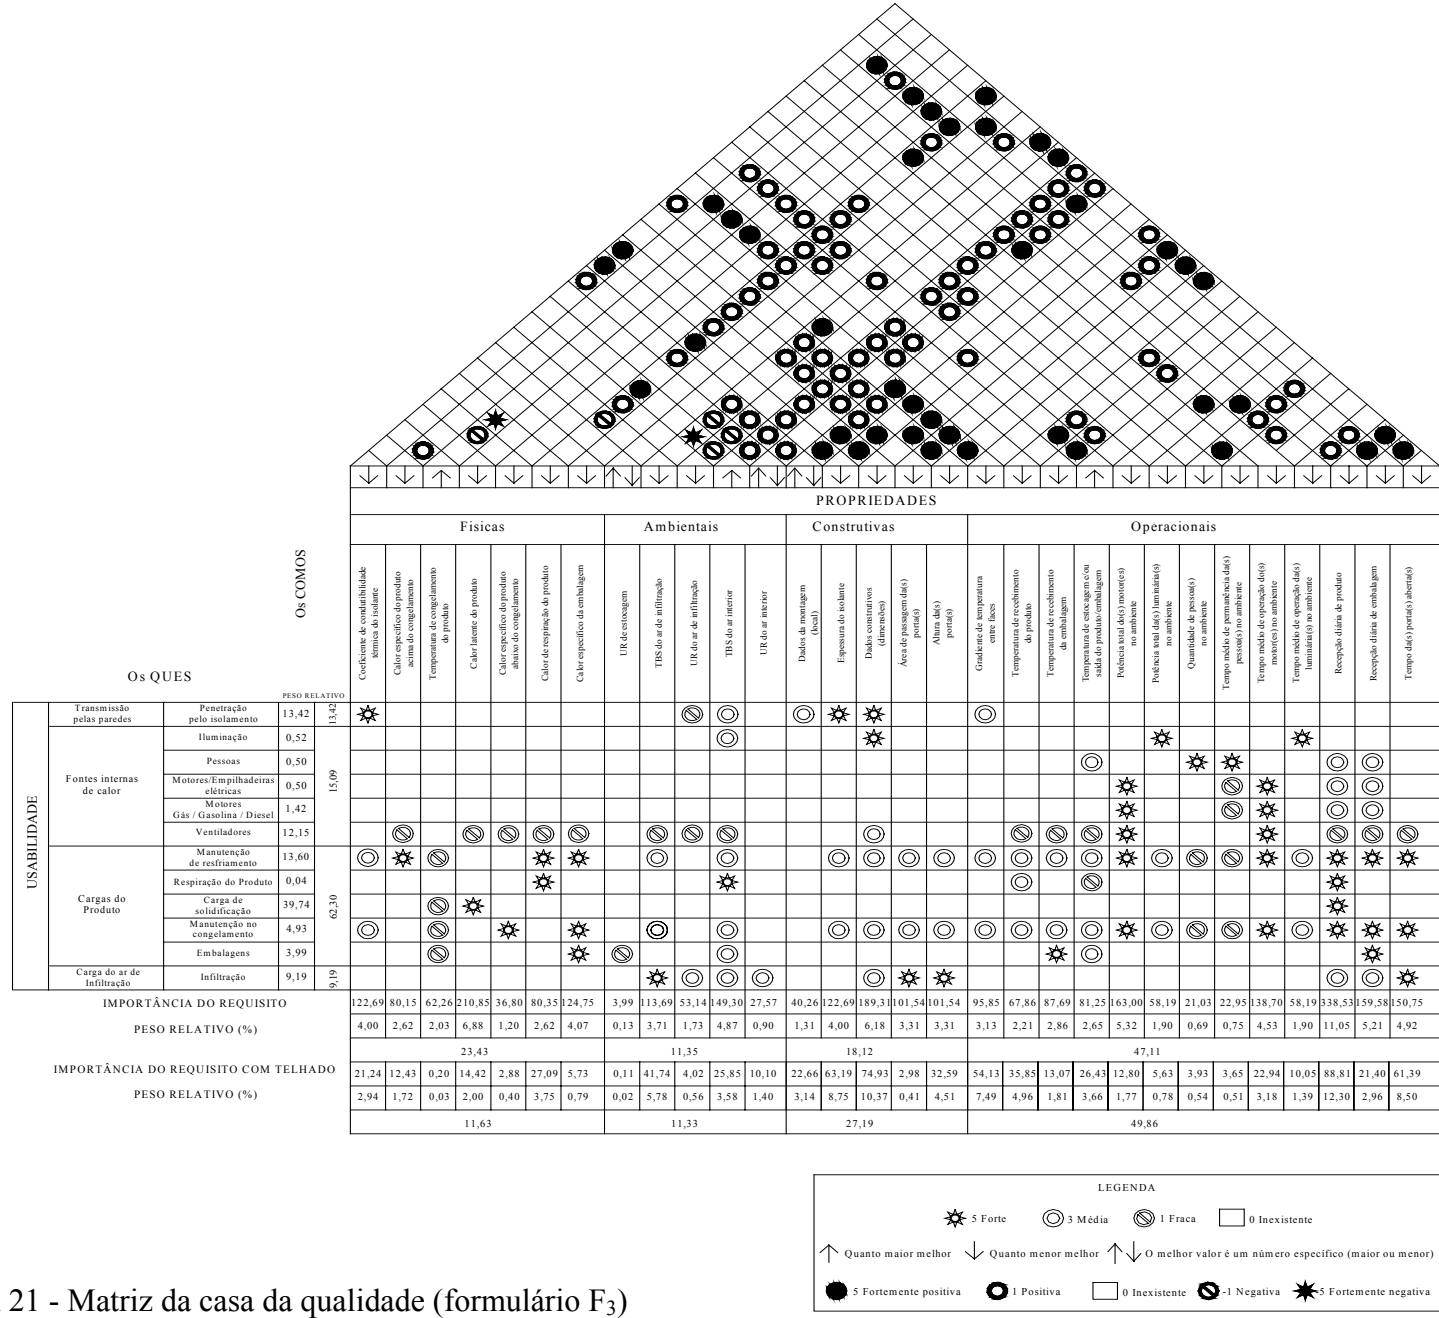 PROPRIEDADES
Fisicas
Ambientais
Construtivas
Operacionais
Os COMOS
Os QUES
PESO RELATIVO
Coeficiente de condutibilidade
térmica do isolante
Calor específico do produto
acima do congelamento
Temperatura de congelamento
do produto
Calor latente do produto
Calor específico do produto
abaixo do congelamento
Calor de respiração do produto
Calor específico da embalagem
UR de estocagem
TBS do ar de infiltração
UR do ar de infiltração
TBS do ar interior
UR do ar interior
Dados da montagem
(local)
Espessura do isolante
Dados construtivos
(dimensões)
Área de passagem da(s)
porta(s)
Altura da(s)
porta(s)
Gradiente de temperatura
entre faces
Temperatura de recebimento
do produto
Temperatura de recebimento
da embalagem
Temperatura de estocagem e/ou
saída do produto/embalagem
Potência total do(s) motor(es)
no ambiente
Potência total da(s) luminária(s)
no ambiente
Quantidade de pessoa(s)
no ambiente
Tempo médio de permanência da(s)
pessoa(s) no ambiente
Tempo médio de operação do(s)
motor(es) no ambiente
Tempo médio de operação da(s)
luminária(s) no ambiente
Recepção diária de produto
Recepção diária de embalagem
Tempo da(s) porta(s) aberta(s)
USABILIDADE
Transmissão
pelas paredes
Penetração
pelo isolamento
13,42
13,42
Fontes internas
de calor
15,09
Iluminação 0,52
Pessoas 0,50
Motores/Empilhadeiras
elétricas
0,50
Motores
Gás / Gasolina / Diesel
1,42
Ventiladores 12,15
Cargas do
Produto
62,30
Manutenção
de resfriamento
13,60
Respiração do Produto 0,04
Carga de
solidificação
39,74
Manutenção no
congelamento
4,93
Embalagens 3,99
Carga do ar de
Infiltração
Infiltração 9,19
9,19
IMPORTÂNCIA DO REQUISITO 122,69 80,15 62,26 210,85 36,80 80,35 124,75 3,99 113,69 53,14 149,30 27,57 40,26 122,69 189,31 101,54 101,54 95,85 67,86 87,69 81,25 163,00 58,19 21,03 22,95 138,70 58,19 338,53 159,58 150,75
PESO RELATIVO (%) 4,00 2,62 2,03 6,88 1,20 2,62 4,07 0,13 3,71 1,73 4,87 0,90 1,31 4,00 6,18 3,31 3,31 3,13 2,21 2,86 2,65 5,32 1,90 0,69 0,75 4,53 1,90 11,05 5,21 4,92
23,43 11,35 18,12 47,11
IMPORTÂNCIA DO REQUISITO COM TELHADO 21,24 12,43 0,20 14,42 2,88 27,09 5,73 0,11 41,74 4,02 25,85 10,10 22,66 63,19 74,93 2,98 32,59 54,13 35,85 13,07 26,43 12,80 5,63 3,93 3,65 22,94 10,05 88,81 21,40 61,39
PESO RELATIVO (%) 2,94 1,72 0,03 2,00 0,40 3,75 0,79 0,02 5,78 0,56 3,58 1,40 3,14 8,75 10,37 0,41 4,51 7,49 4,96 1,81 3,66 1,77 0,78 0,54 0,51 3,18 1,39 12,30 2,96 8,50
11,63 11,33 27,19 49,86
LEGENDA
5 Forte 3 Média 1 Fraca 0 Inexistente
Quanto maior melhor Quanto menor melhor O melhor valor é um número específico (maior ou menor)
5 Fortemente positiva 1 Positiva 0 Inexistente -1 Negativa -5 Fortemente negativa
21 - Matriz da casa da qualidade (formulário F3)